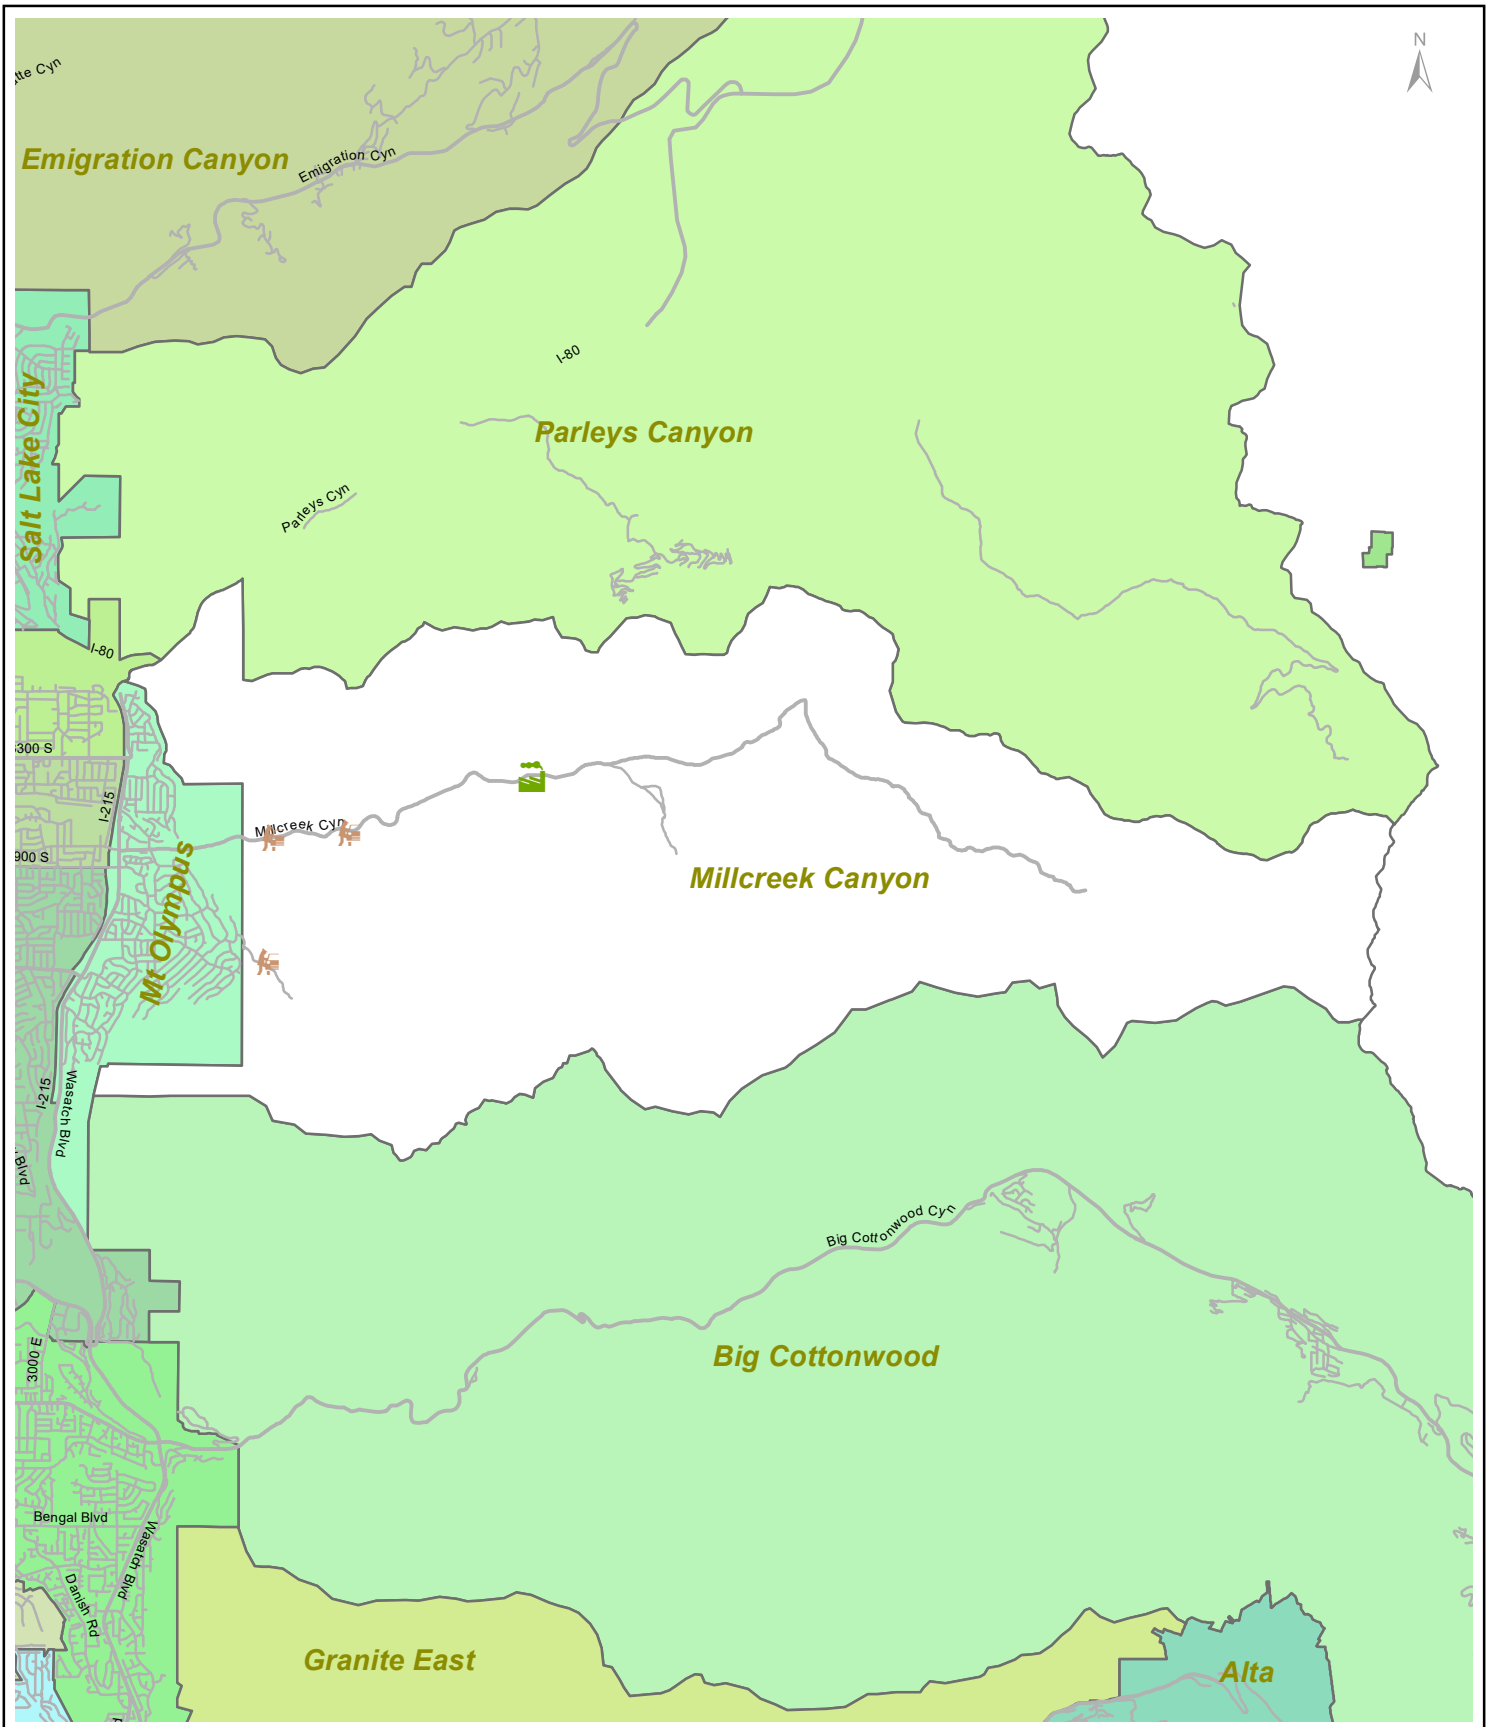 N
Emigration Canyon
Emigration Cyn
Salt Lake City
I-80
Parleys Canyon
Parleys Cyn
I-80
I-215
Millcreek Cyn
900 S
Mt Olympus
Millcreek Canyon
I-215
Wasatch Blvd
Blvd
Big Cottonwood Cyn
3000 E
Big Cottonwood
Bengal Blvd
Wasatch Blvd
Danish Rd
Granite East
Alta